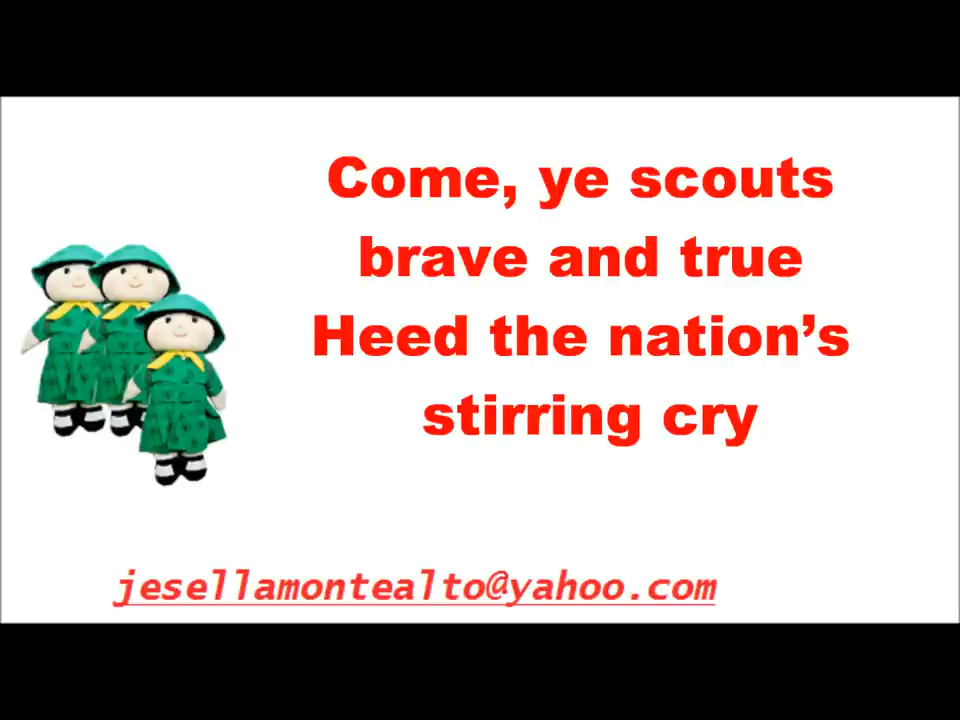 Come, ye scouts
brave and true
Heed the nation’s
stirring cry
jesellamontealto@yahoo.com